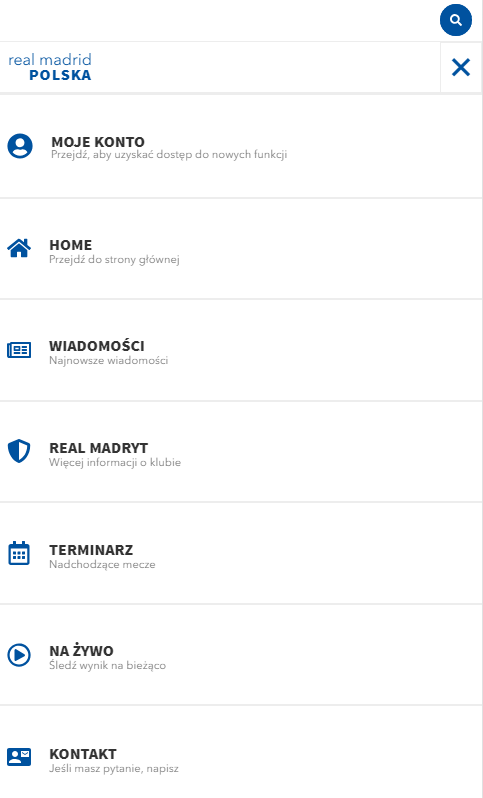 real madrid
POLSKA
MOJE KONTO
Przejdź, aby uzyskać dostęp do nowych funkcji
HOME
Przejdź do strony głównej
WIADOMOŚCI
Najnowsze wiadomości
REAL MADRYT
Więcej informacji o klubie
TERMINARZ
Nadchodzące mecze
NA ŻYWO
Śledź wynik na bieżąco
KONTAKT
Jeśli masz pytanie, napisz